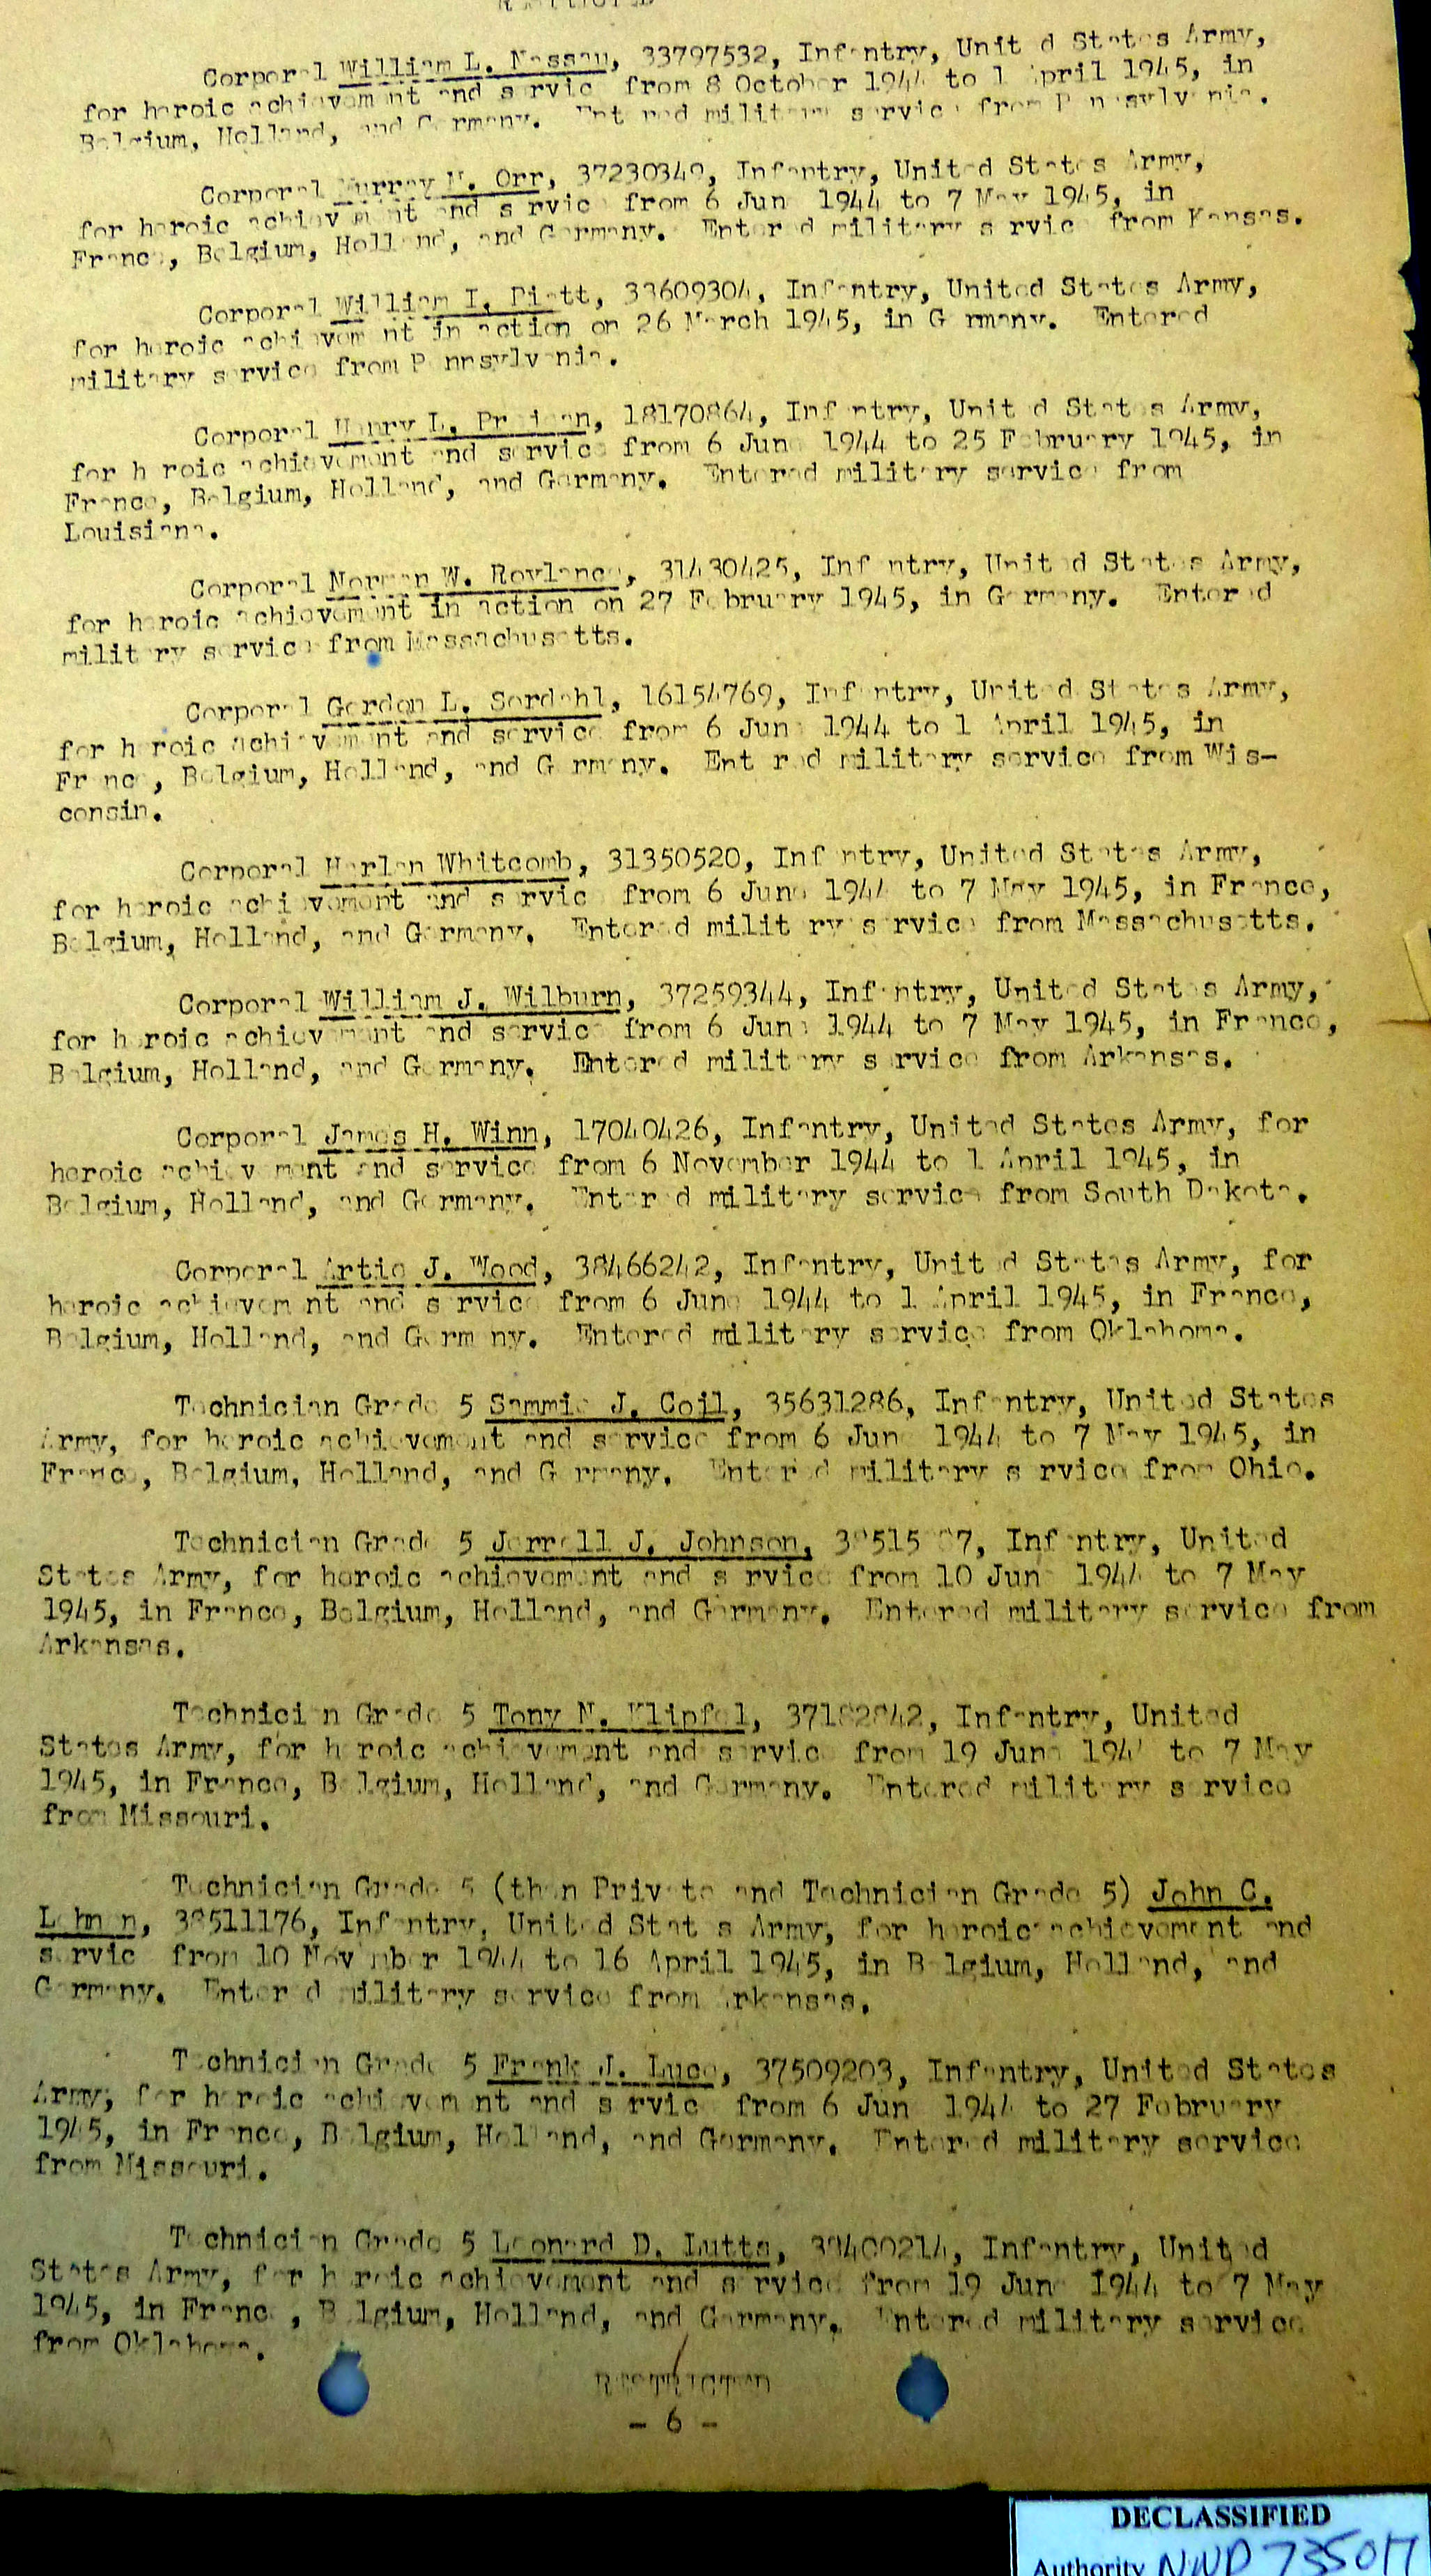 Corporal William L. Nassau, 33797532, Infantry, United States Army,
for heroic achievement and service from 8 October 1944 to 1 April 1945, in
Belgium, Holland, and Germany. Entered military service from Pennsylvania.
Corporal Murray Orr, 37230349, Infantry, United States Army,
for heroic achievement and service from 6 June 1944 to 7 May 1945, in
France, Belgium, Holland, and Germany. Entered military service from Kansas.
Corporal William I. Piatt, 33609304, Infantry, United States Army,
for heroic achievement in action on 26 March 1945, in Germany. Entered
military service from Pennsylvania.
Corporal Henry L. 18170864, Infantry, United States Army,
for heroic achievement and service from 6 June 1944 to 25 February 1945, in
France, Belgium, Holland, and Germany. Entered military service from
Louisiana.
Corporal Norman W. Roylance, 31430425, Infantry, United States Army,
for heroic achievement in action on 27 February 1945, in Germany. Entered
military service from Massachusetts.
Corporal Gordon L. Sordahl, 16154769, Infantry, United States Army,
for heroic achievement and service from 6 June 1944 to 1 April 1945, in
France, Belgium, Holland, and Germany. Entered military service from Wis-
consin.
Corporal Harlan Whitcomb, 31350520, Infantry, United States Army,
for heroic achievement and service from 6 June 1944 to 7 May 1945, in France,
Belgium, Holland, and Germany. Entered military service from Massachusetts.
Corporal William J. Wilburn, 37259344, Infantry, United States Army,
for heroic achievement and service from 6 June 1944 to 7 May 1945, in France,
Belgium, Holland, and Germany. Entered military service from Arkansas.
Corporal James H. Winn, 17040426, Infantry, United States Army, for
heroic achievement and service from 6 November 1944 to 1 April 1945, in
Belgium, Holland, and Germany. Entered military service from South Dakota.
Corporal Artie J. Wood, 38466242, Infantry, United States Army, for
heroic achievement and service from 6 June 1944 to 1 April 1945, in France,
Belgium, Holland, and Germany. Entered military service from Oklahoma.
Technician Grade 5 Sammie J. Coil, 35631286, Infantry, United States
Army, for heroic achievement and service from 6 June 1944 to 7 May 1945, in
France, Belgium, Holland, and Germany. Entered military service from Ohio.
Technician Grade 5 Jerrell J. Johnson, Infantry, United
States Army, for heroic achievement and service from 10 June 1944 to 7 May
1945, in France, Belgium, Holland, and Germany. Entered military service from
Arkansas.
Technician Grade 5 Tony N. Klipfel, Infantry, United
States Army, for heroic achievement and service from 19 June 1944 to 7 May
1945, in France, Belgium, Holland, and Germany. Entered military service
from Missouri.
Technician Grade 5 (then Private and Technician Grade 5) John C.
Lehman, 38511176, Infantry, United States Army, for heroic achievement and
service from 10 November 1944 to 16 April 1945, in Belgium, Holland, and
Germany. Entered military service from Arkansas.
Technician Grade 5 Frank J. Luce, 37509203, Infantry, United States
Army, for heroic achievement and service from 6 June 1944 to 27 February
1945, in France, Belgium, Holland, and Germany. Entered military service
from Missouri.
Technician Grade 5 Leonard D. Lutts, Infantry, United
States Army, for heroic achievement and service from 19 June 1944 to 7 May
1945, in France, Belgium, Holland, and Germany. Entered military service
from Oklahoma.
RESTRICTED
- 6 -
DECLASSIFIED
Authority NND 735017